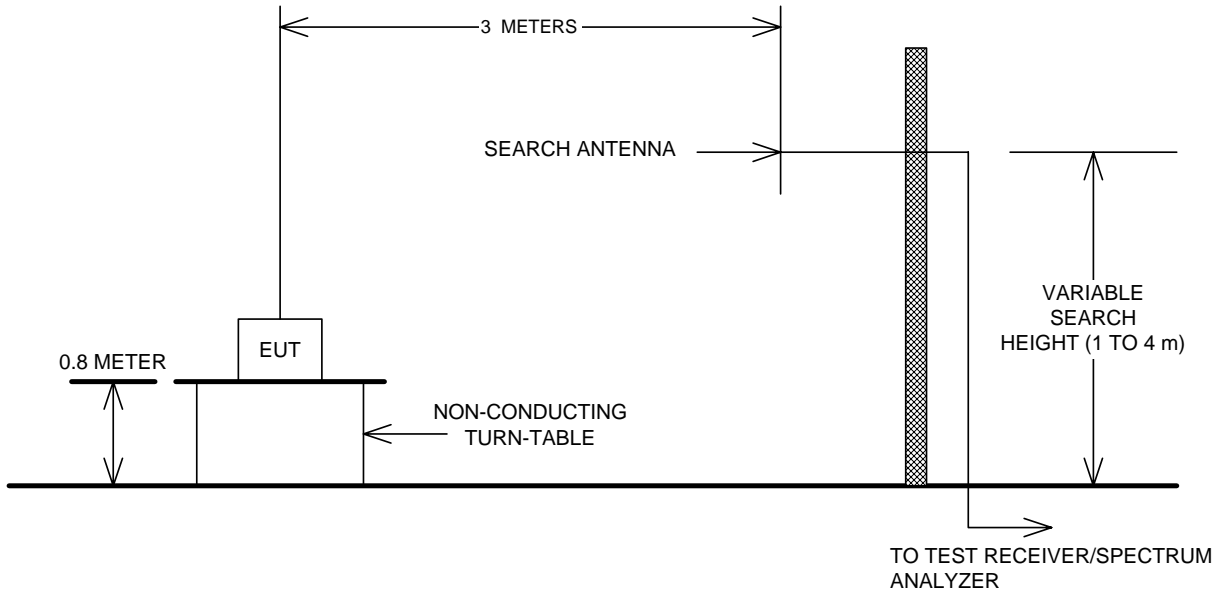 3 METERS
SEARCH ANTENNA
VARIABLE
SEARCH
HEIGHT (1 TO 4 m)
EUT
0.8 METER
NON-CONDUCTING
TURN-TABLE
TO TEST RECEIVER/SPECTRUM
ANALYZER